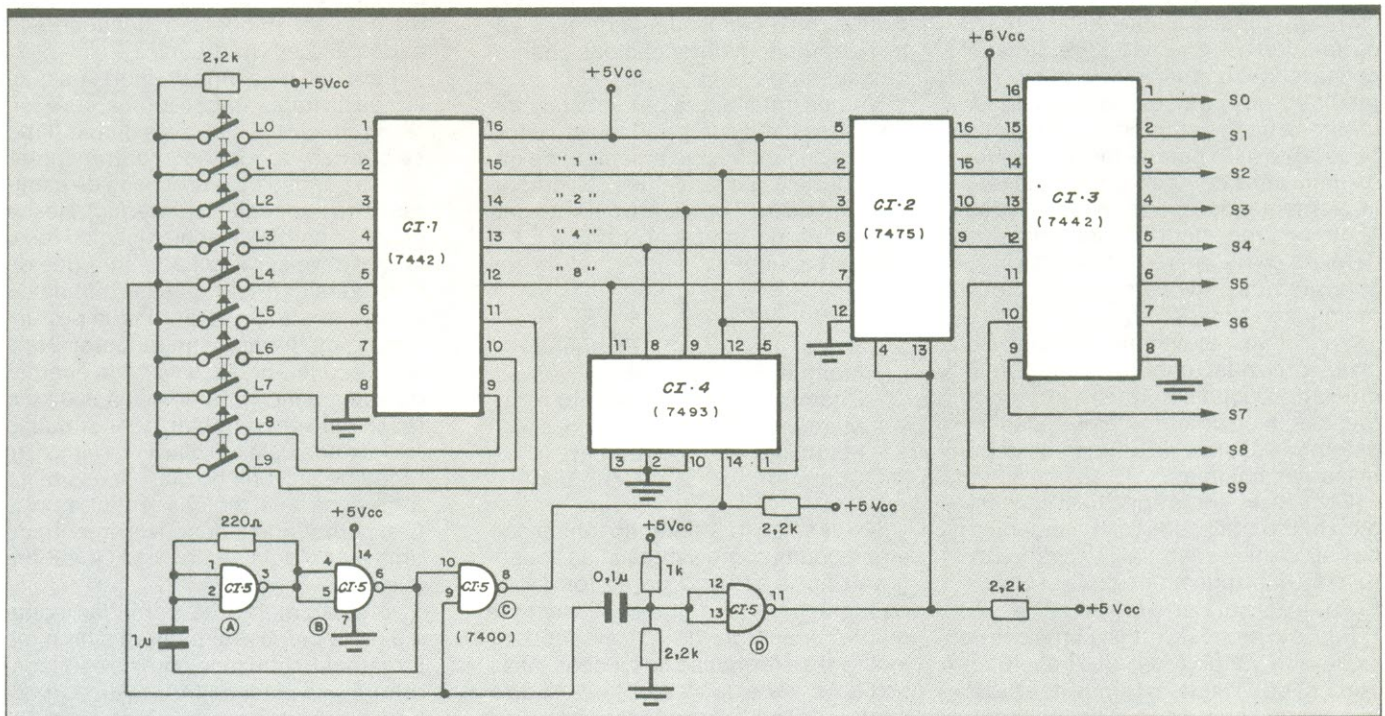 2,2k
+5Vcc
L0
L1
L2
L3
L4
L5
L6
L7
L8
L9
1
2
3
4
5
6
7
8
CI·1
(7442)
16
15
14
13
12
11
10
9
+5Vcc
" 1 "
" 2 "
" 4 "
" 8 "
5
2
3
6
7
12
CI·2
(7475)
16
15
10
9
4
13
+5Vcc
16
15
14
13
12
11
10
9
CI·3
(7442)
1
2
3
4
5
6
7
8
S0
S1
S2
S3
S4
S5
S6
S7
S8
S9
11
8
9
12
5
CI·4
(7493)
3
2
10
14
1
2,2k
+5Vcc
220Ω
1
2
CI·5
3
A
1µ
+5Vcc
4
5
14
CI·5
6
7
B
10
9
CI·5
8
C
(7400)
0,1µ
+5Vcc
1k
2,2k
12
13
CI·5
11
D
2,2k
+5Vcc